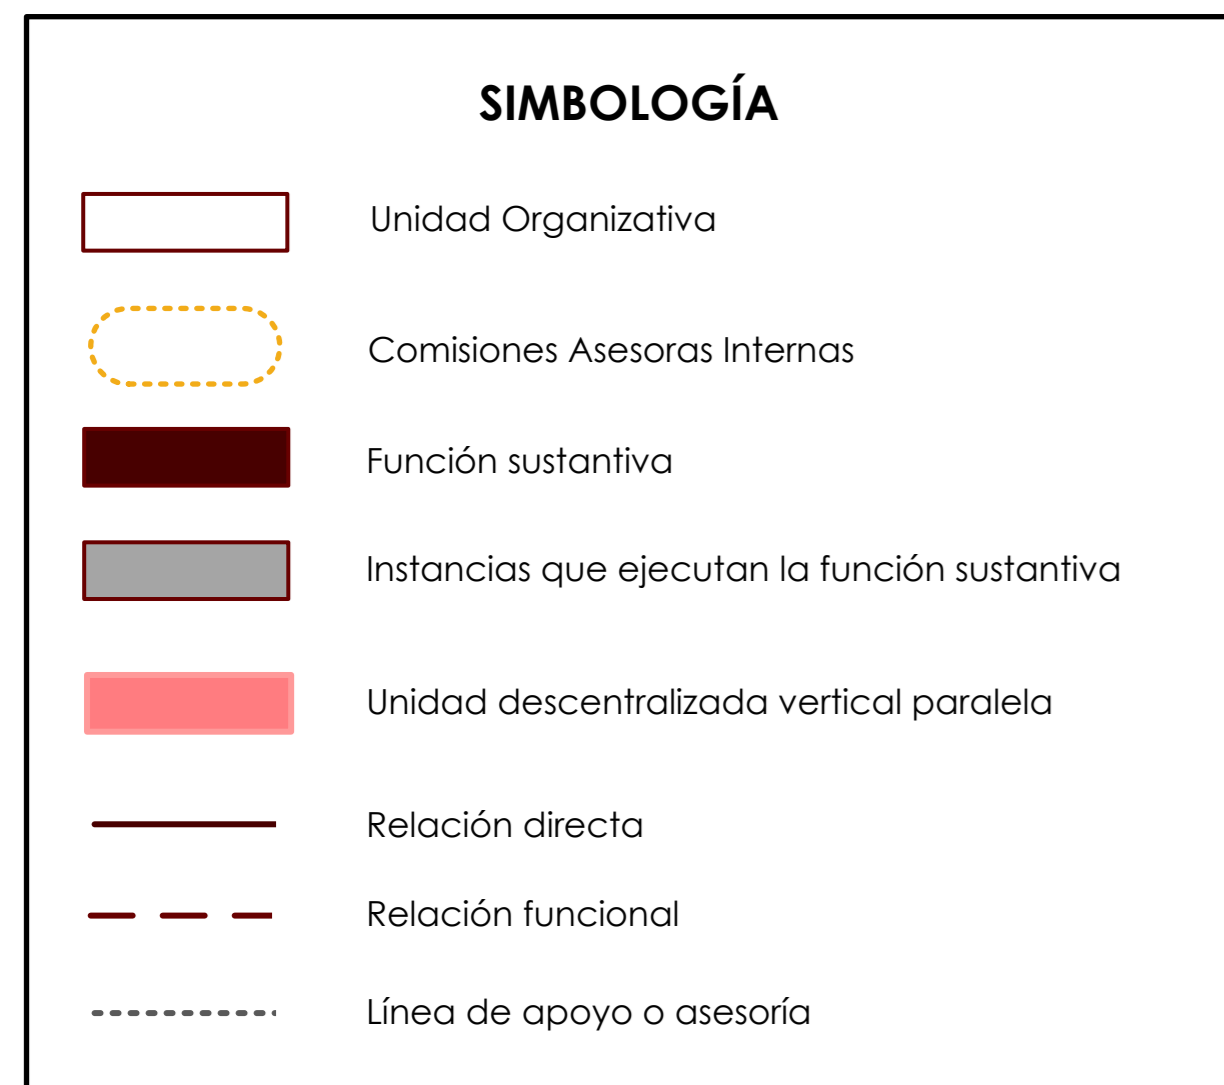 SIMBOLOGÍA
Unidad Organizativa
Comisiones Asesoras Internas
Función sustantiva
Instancias que ejecutan la función sustantiva
Unidad descentralizada vertical paralela
Relación directa
Relación funcional
Línea de apoyo o asesoría